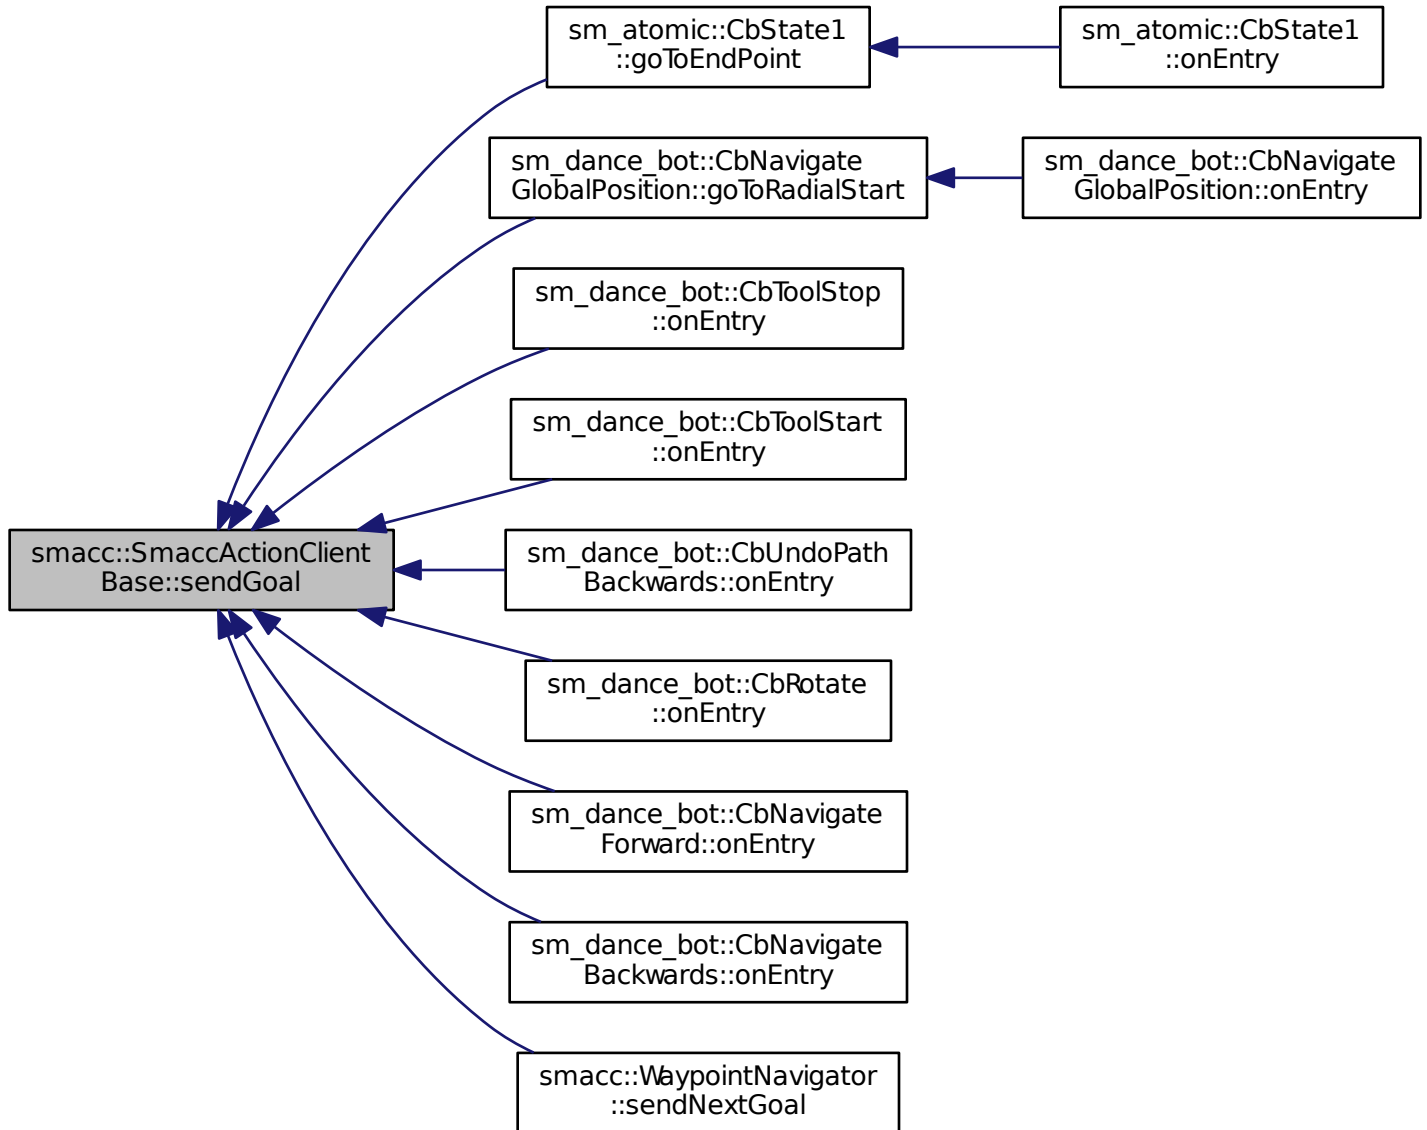 sm_atomic::CbState1
::goToEndPoint
sm_atomic::CbState1
::onEntry
sm_dance_bot::CbNavigate
GlobalPosition::goToRadialStart
sm_dance_bot::CbNavigate
GlobalPosition::onEntry
sm_dance_bot::CbToolStop
::onEntry
sm_dance_bot::CbToolStart
::onEntry
smacc::SmaccActionClient
Base::sendGoal
sm_dance_bot::CbUndoPath
Backwards::onEntry
sm_dance_bot::CbRotate
::onEntry
sm_dance_bot::CbNavigate
Forward::onEntry
sm_dance_bot::CbNavigate
Backwards::onEntry
smacc::WaypointNavigator
::sendNextGoal